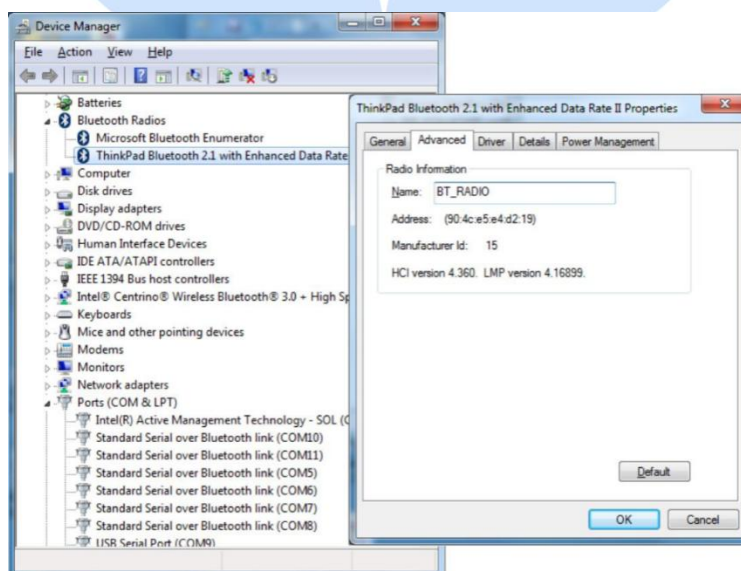 Device Manager
File Action View Help
Batteries
Bluetooth Radios
Microsoft Bluetooth Enumerator
ThinkPad Bluetooth 2.1 with Enhanced Data Rate
Computer
Disk drives
Display adapters
DVD/CD-ROM drives
Human Interface Devices
IDE ATA/ATAPI controllers
IEEE 1394 Bus host controllers
Intel® Centrino® Wireless Bluetooth® 3.0 + High Sp
Keyboards
Mice and other pointing devices
Modems
Monitors
Network adapters
Ports (COM & LPT)
Intel(R) Active Management Technology - SOL (C
Standard Serial over Bluetooth link (COM10)
Standard Serial over Bluetooth link (COM11)
Standard Serial over Bluetooth link (COM5)
Standard Serial over Bluetooth link (COM6)
Standard Serial over Bluetooth link (COM7)
Standard Serial over Bluetooth link (COM8)
USB Serial Port (COM9)
ThinkPad Bluetooth 2.1 with Enhanced Data Rate II Properties
General Advanced Driver Details Power Management
Radio Information
Name: BT_RADIO
Address: (90:4c:e5:e4:d2:19)
Manufacturer Id: 15
HCI version 4.360. LMP version 4.16899.
Default
OK Cancel